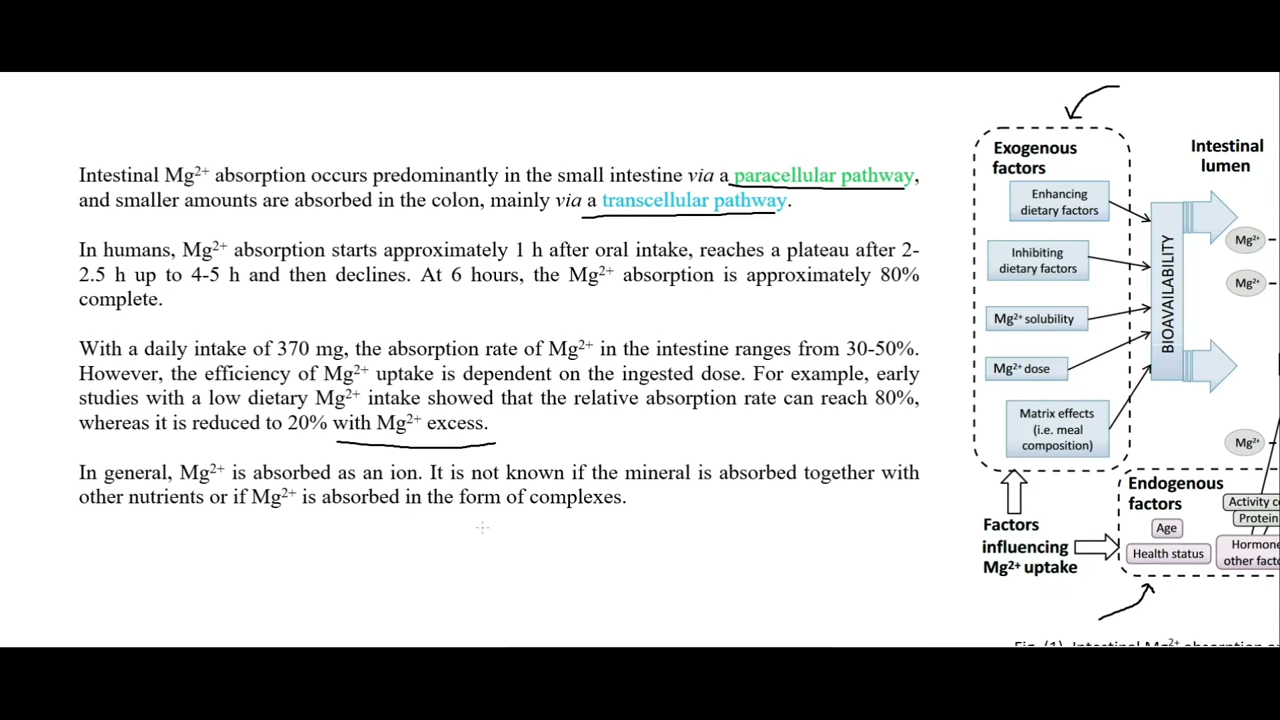 Intestinal Mg²⁺ absorption occurs predominantly in the small intestine via a paracellular pathway,
and smaller amounts are absorbed in the colon, mainly via a transcellular pathway.
In humans, Mg²⁺ absorption starts approximately 1 h after oral intake, reaches a plateau after 2-
2.5 h up to 4-5 h and then declines. At 6 hours, the Mg²⁺ absorption is approximately 80%
complete.
With a daily intake of 370 mg, the absorption rate of Mg²⁺ in the intestine ranges from 30-50%.
However, the efficiency of Mg²⁺ uptake is dependent on the ingested dose. For example, early
studies with a low dietary Mg²⁺ intake showed that the relative absorption rate can reach 80%,
whereas it is reduced to 20% with Mg²⁺ excess.
In general, Mg²⁺ is absorbed as an ion. It is not known if the mineral is absorbed together with
other nutrients or if Mg²⁺ is absorbed in the form of complexes.
Exogenous
factors
Enhancing
dietary factors
Inhibiting
dietary factors
Mg²⁺ solubility
Mg²⁺ dose
Matrix effects
(i.e. meal
composition)
BIOAVAILABILITY
Intestinal
lumen
Mg²⁺
Mg²⁺
Mg²⁺
Endogenous
factors
Age
Health status
Activity
Protein
Hormone
other
Factors
influencing
Mg²⁺ uptake
Fig. (1). Intestinal Mg²⁺ absorption